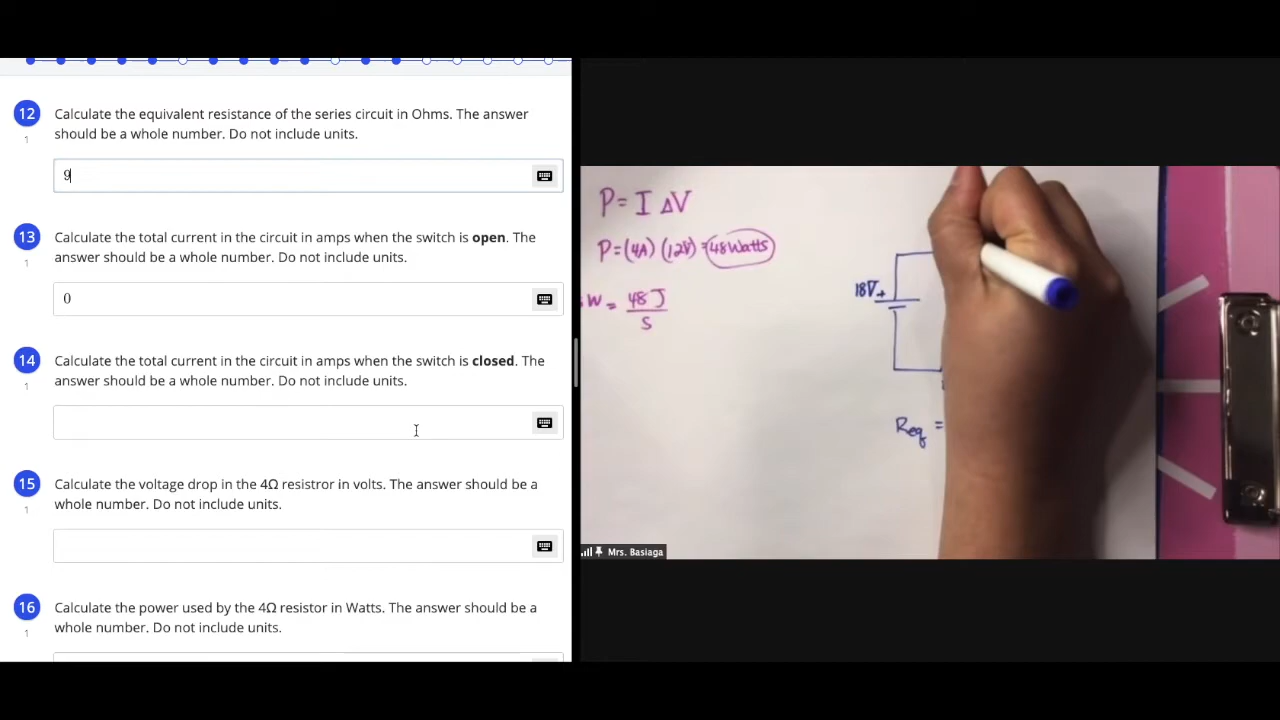 12 Calculate the equivalent resistance of the series circuit in Ohms. The answer
1 should be a whole number. Do not include units.
9
13 Calculate the total current in the circuit in amps when the switch is open. The
1 answer should be a whole number. Do not include units.
0
14 Calculate the total current in the circuit in amps when the switch is closed. The
1 answer should be a whole number. Do not include units.
15 Calculate the voltage drop in the 4Ω resistror in volts. The answer should be a
1 whole number. Do not include units.
16 Calculate the power used by the 4Ω resistor in Watts. The answer should be a
1 whole number. Do not include units.
P = I ΔV
P = (4A) (12V) = 48 Watts
W = 48 J
S
18V +
Req =
Mrs. Basiaga